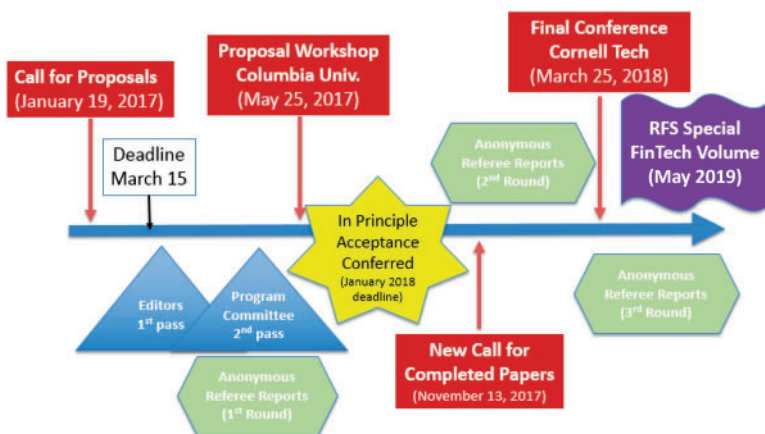 Call for Proposals
(January 19, 2017)
Proposal Workshop
Columbia Univ.
(May 25, 2017)
Final Conference
Cornell Tech
(March 25, 2018)
RFS Special
FinTech Volume
(May 2019)
Deadline
March 15
Anonymous
Referee Reports
(2nd Round)
In Principle
Acceptance
Conferred
(January 2018
deadline)
Editors
1st pass
Program
Committee
2nd pass
Anonymous
Referee Reports
(1st Round)
New Call for
Completed Papers
(November 13, 2017)
Anonymous
Referee Reports
(3rd Round)